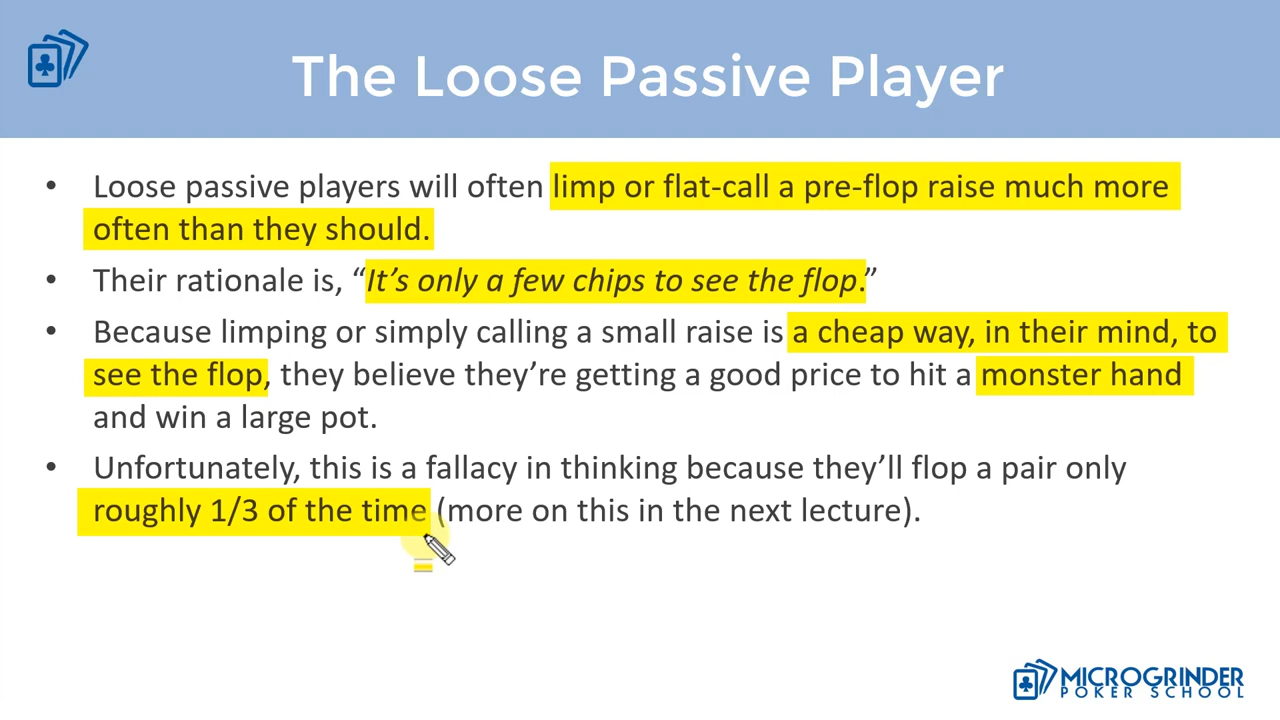 The Loose Passive Player
• Loose passive players will often limp or flat-call a pre-flop raise much more
often than they should.
• Their rationale is, “It’s only a few chips to see the flop.”
• Because limping or simply calling a small raise is a cheap way, in their mind, to
see the flop, they believe they’re getting a good price to hit a monster hand
and win a large pot.
• Unfortunately, this is a fallacy in thinking because they’ll flop a pair only
roughly 1/3 of the time (more on this in the next lecture).
MICROGRINDER
POKER SCHOOL